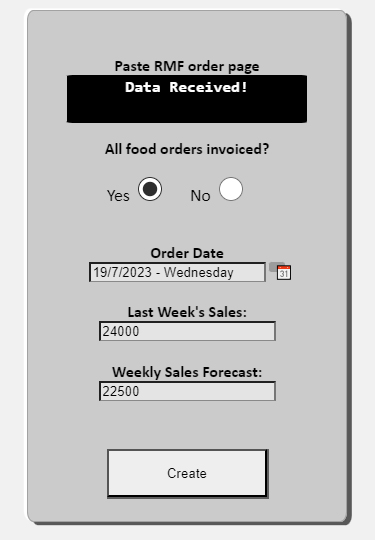 Paste RMF order page
Data Received!
All food orders invoiced?
Yes No
Order Date
19/7/2023 - Wednesday
31
Last Week's Sales:
24000
Weekly Sales Forecast:
22500
Create